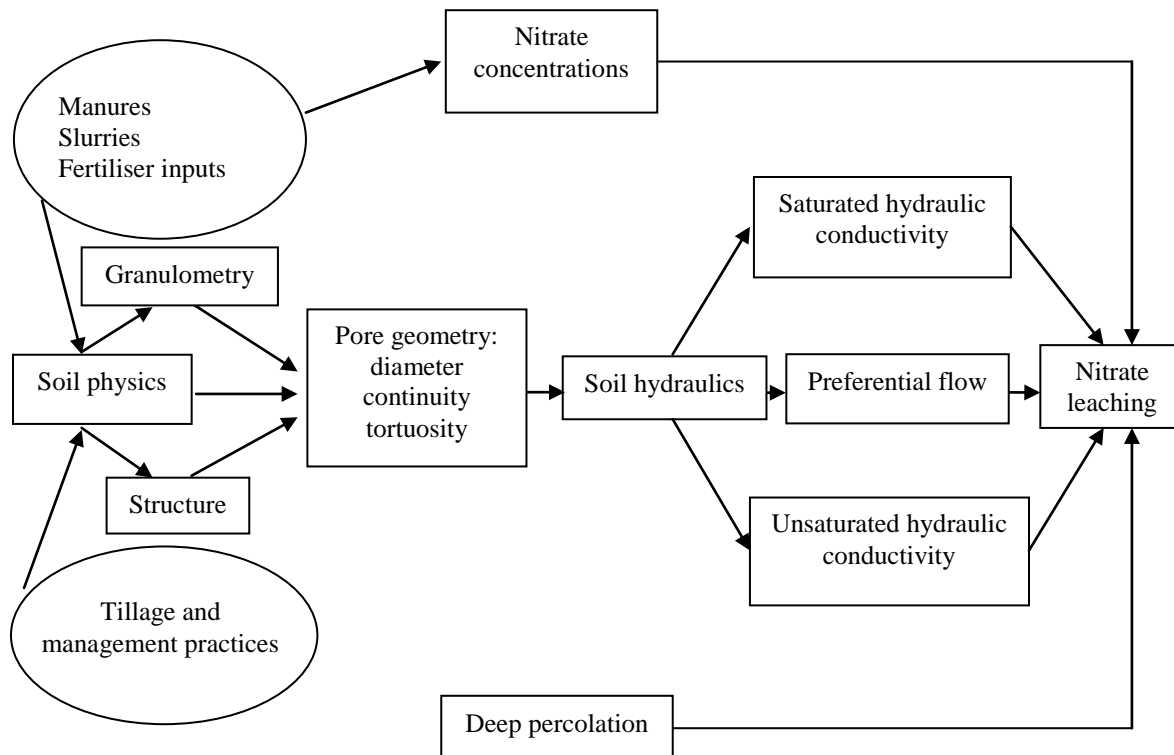 Nitrate
concentrations
Manures
Slurries
Fertiliser inputs
Saturated hydraulic
conductivity
Granulometry
Pore geometry:
diameter
continuity
tortuosity
Soil physics
Soil hydraulics
Preferential flow
Nitrate
leaching
Structure
Unsaturated hydraulic
conductivity
Tillage and
management practices
Deep percolation